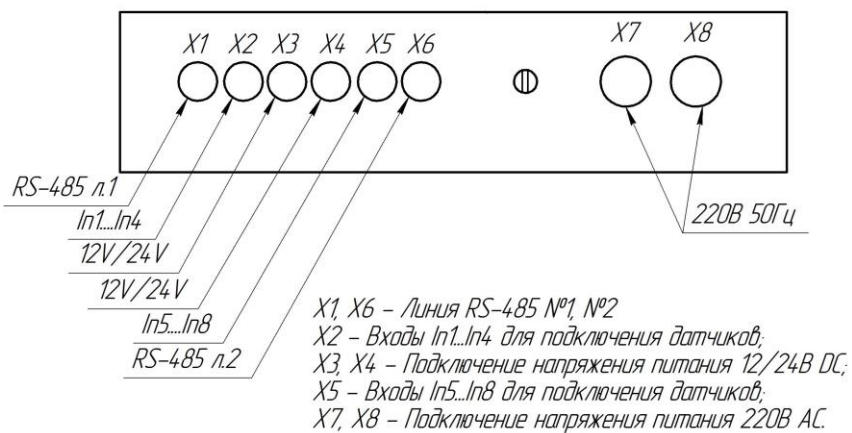 X1 X2 X3 X4 X5 X6 X7 X8
RS-485 л.1
In1...In4
12V/24V
12V/24V
In5....In8
RS-485 л.2
220В 50Гц
X1, X6 - Линия RS-485 №1, №2
X2 - Входы In1...In4 для подключения датчиков;
X3, X4 - Подключение напряжения питания 12/24В DC;
X5 - Входы In5...In8 для подключения датчиков;
X7, X8 - Подключение напряжения питания 220В AC.